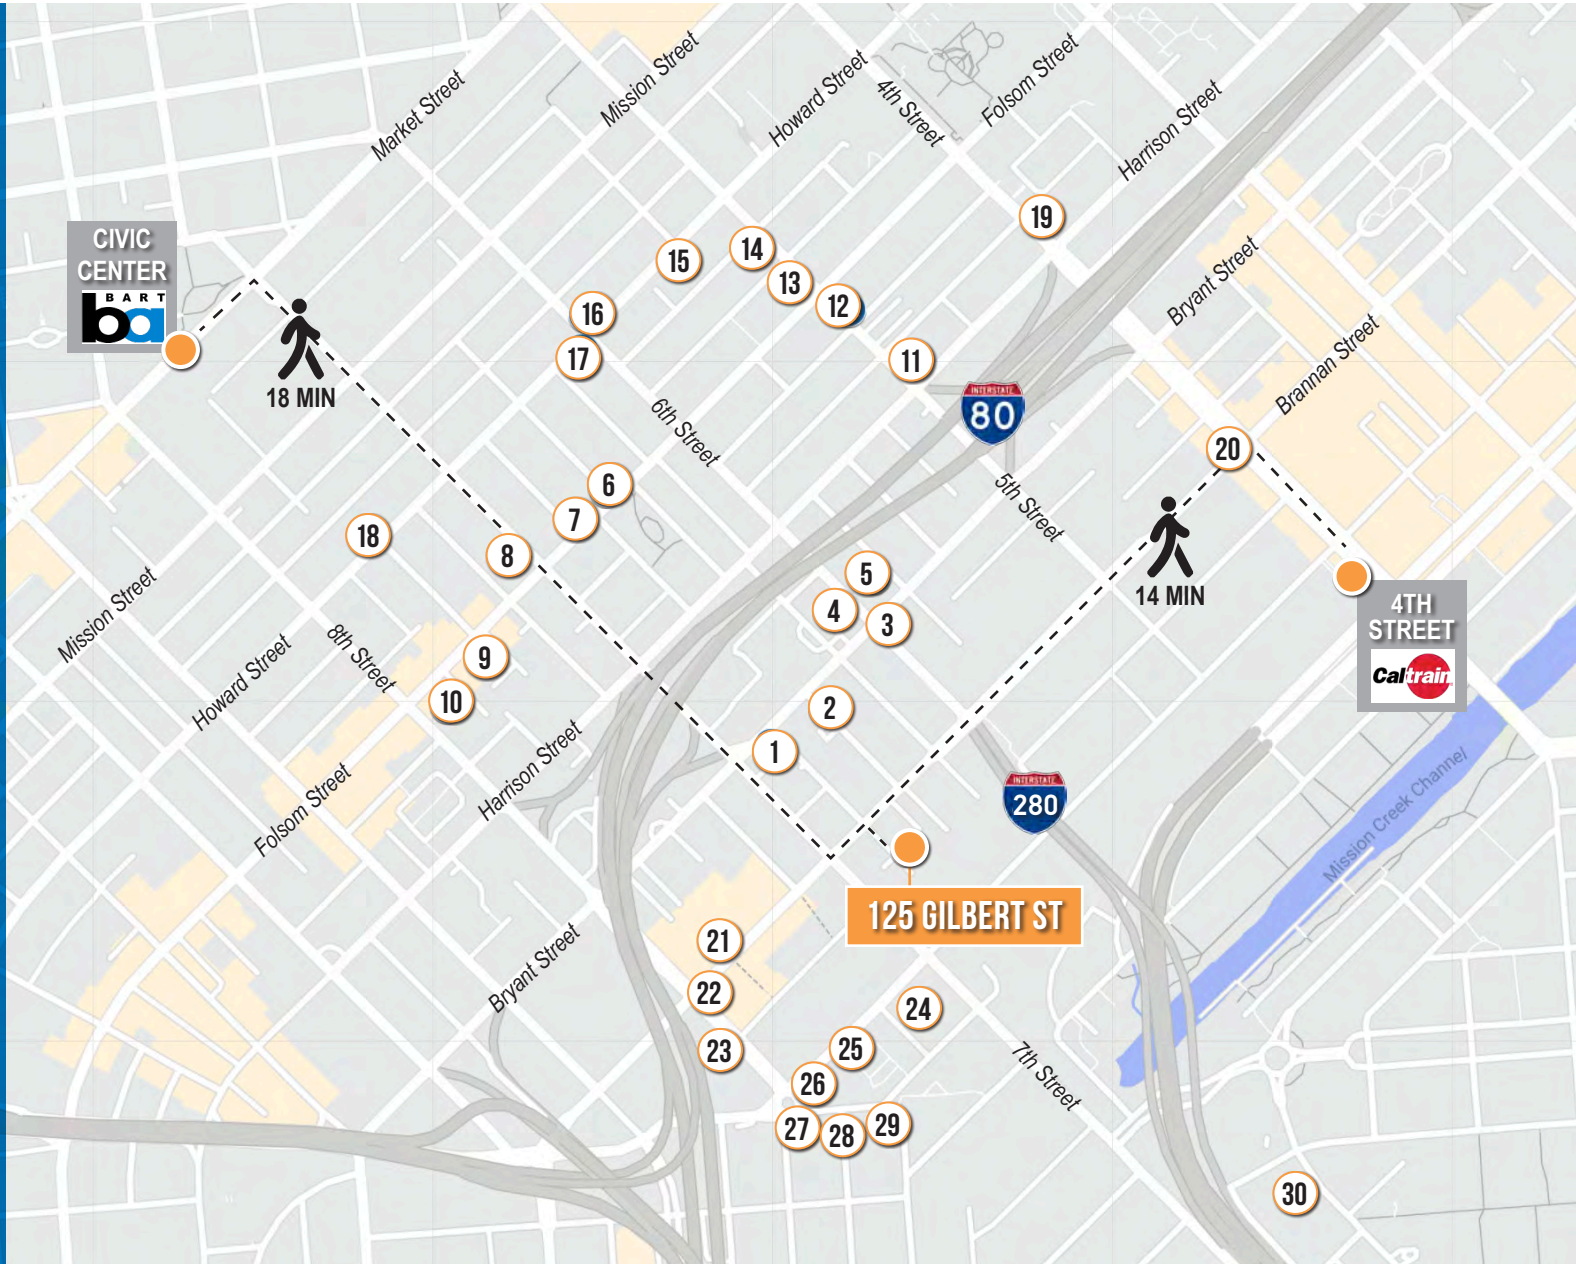 Market Street
Mission Street
Howard Street
4th Street
Folsom Street
Harrison Street
19
CIVIC
CENTER
BART
ba
18 MIN
15
14
13
12
16
17
11
INTERSTATE
80
Bryant Street
Brannan Street
6th Street
20
5th Street
6
7
8
18
14 MIN
5
4
3
4TH
STREET
Caltrain
Mission Street
Howard Street
8th Street
9
10
2
1
Harrison Street
Folsom Street
INTERSTATE
280
Mission Creek Channel
125 GILBERT ST
Bryant Street
21
22
23
24
25
26
27
28
29
7th Street
30